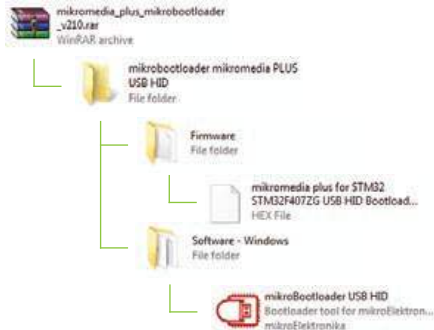 mikromedia_plus_mikrobootloader
_v210.rar
WinRAR archive
mikrobootloader mikromedia PLUS
USB HID
File folder
Firmware
File folder
mikromedia plus for STM32
STM32F407ZG USB HID Bootload...
HEX File
Software - Windows
File folder
mikroBootloader USB HID
Bootloader tool for mikroElektron...
mikroElektronika